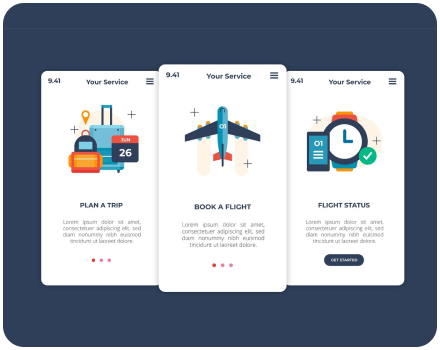 9.41
Your Service
SUN
26
PLAN A TRIP
Lorem ipsum dolor sit amet,
consectetuer adipiscing elit, sed
diam nonummy nibh euismod
tincidunt ut laoreet dolore.
9.41
Your Service
O1
BOOK A FLIGHT
Lorem ipsum dolor sit amet,
consectetuer adipiscing elit, sed
diam nonummy nibh euismod
tincidunt ut laoreet dolore.
9.41
Your Service
O1
FLIGHT STATUS
Lorem ipsum dolor sit amet,
consectetuer adipiscing elit, sed
diam nonummy nibh euismod
tincidunt ut laoreet dolore.
GET STARTED